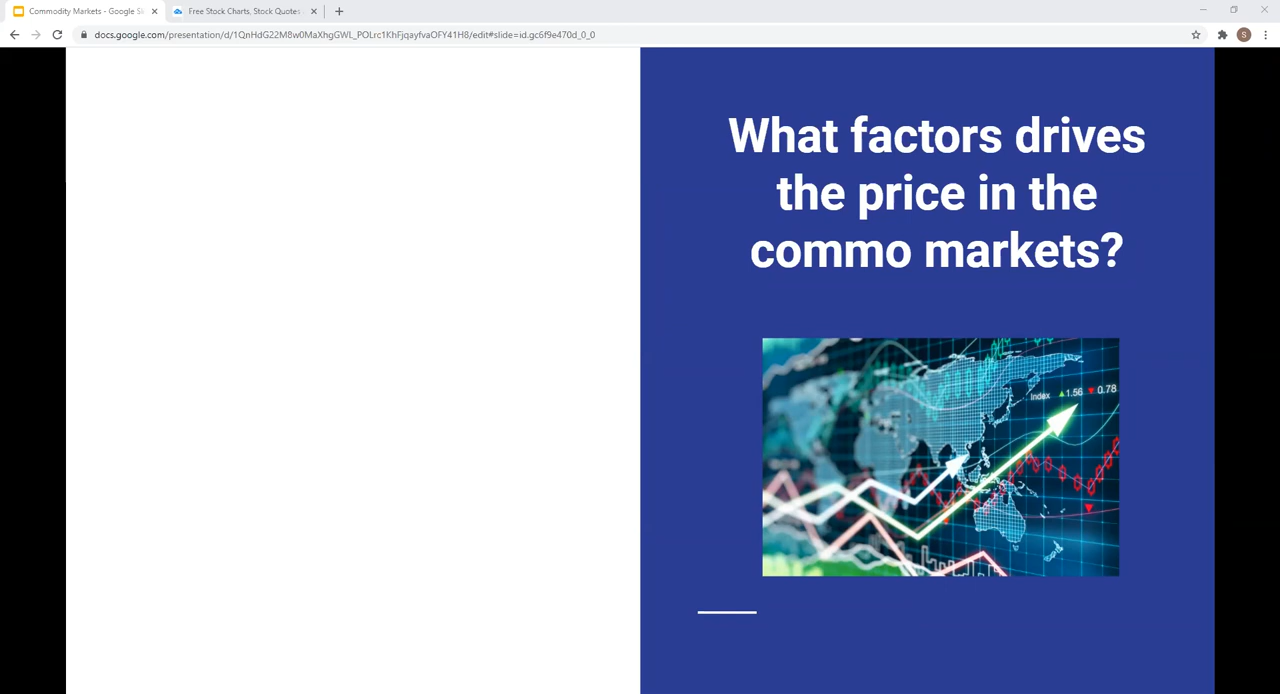 Commodity Markets - Google Sl
Free Stock Charts, Stock Quotes
docs.google.com/presentation/d/1QnHdG22M8w0MaXhgGWL_POLrc1KhFjqayfvaOFY41H8/edit#slide=id.gc6f9e470d_0_0
S
What factors drives
the price in the
commo markets?
Index ▲1.56 ▼0.78